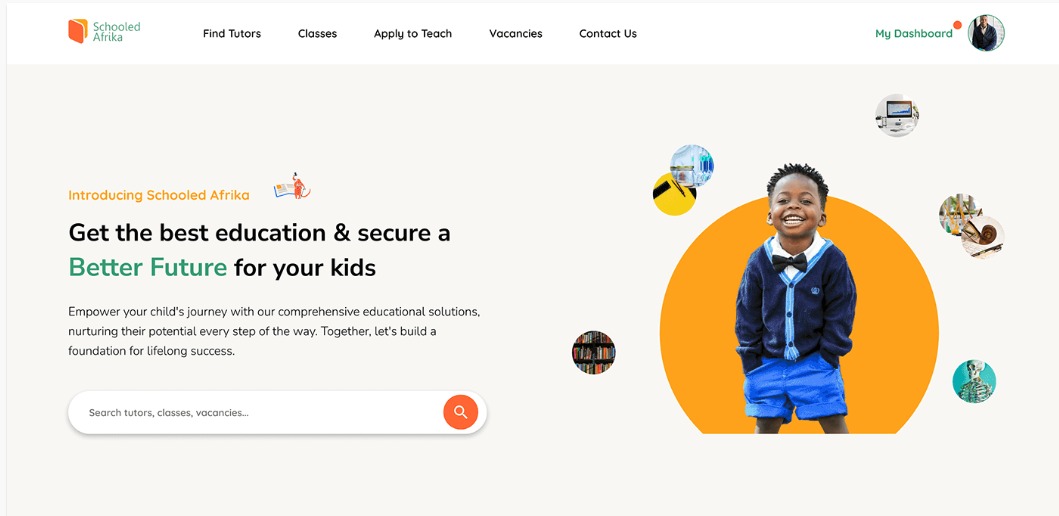 Schooled
Afrika
Find Tutors
Classes
Apply to Teach
Vacancies
Contact Us
My Dashboard
Introducing Schooled Afrika
Get the best education & secure a
Better Future for your kids
Empower your child's journey with our comprehensive educational solutions,
nurturing their potential every step of the way. Together, let's build a
foundation for lifelong success.
Search tutors, classes, vacancies...